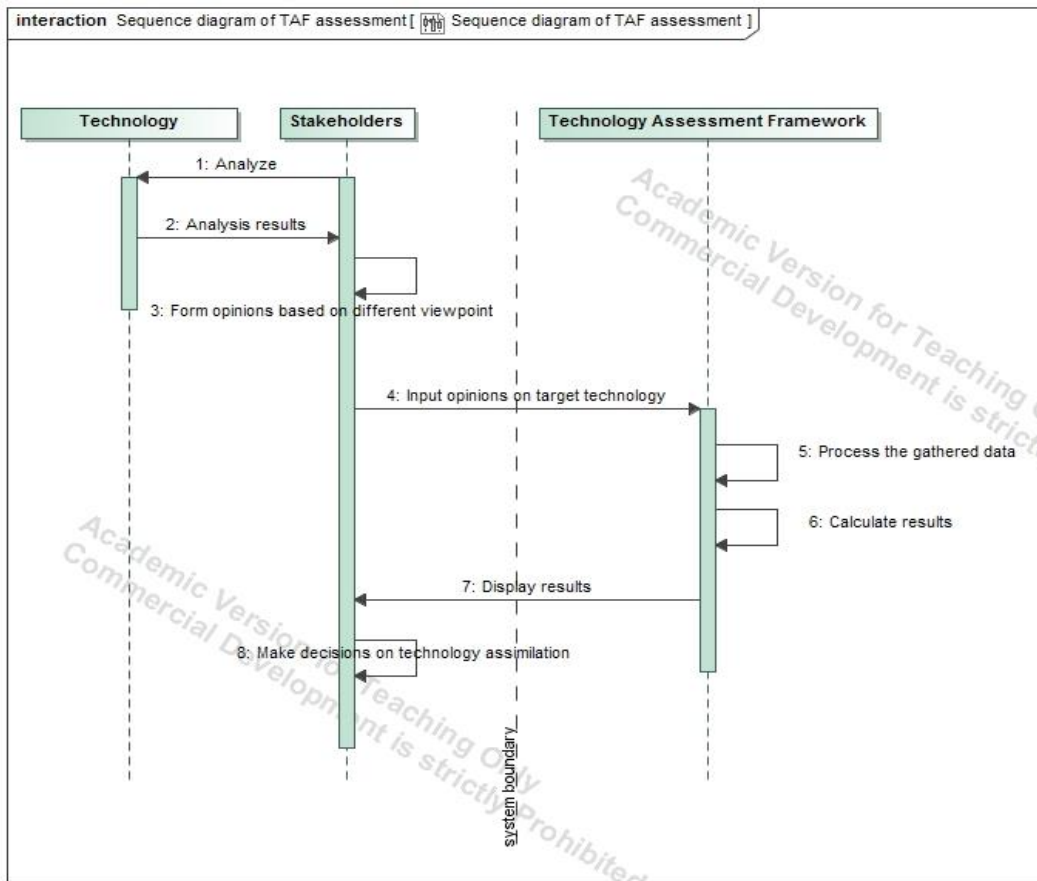 interaction Sequence diagram of TAF assessment [ Sequence diagram of TAF assessment ]
Technology
Stakeholders
Technology Assessment Framework
1: Analyze
2: Analysis results
3: Form opinions based on different viewpoint
4: Input opinions on target technology
5: Process the gathered data
6: Calculate results
7: Display results
8: Make decisions on technology assimilation
system boundary
Academic Version for Teaching
Commercial Development is strictly
Academic Version for Teaching Only
Commercial Development is strictly Prohibited